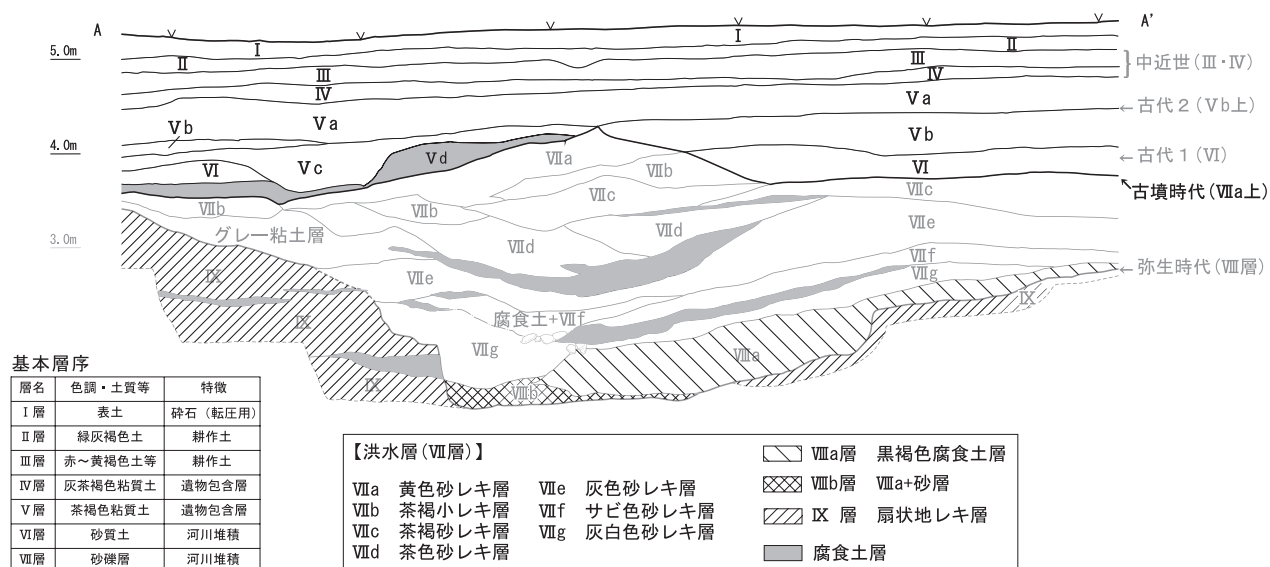 A
A'
Ⅰ
Ⅰ
5.0m
Ⅱ
Ⅱ
Ⅲ
Ⅲ
中近世（Ⅲ・Ⅳ）
Ⅳ
Ⅳ
Ⅴa
Ⅴa
←古代2（Ⅴb上）
Ⅴb
Ⅴb
4.0m
Ⅴc
Ⅴd
Ⅵ
Ⅵ
←古代1（Ⅵ）
Ⅶa
Ⅶb
Ⅶc
Ⅶc
古墳時代（Ⅶa上）
Ⅶb
Ⅶb
グレー粘土層
Ⅶd
Ⅶd
Ⅶe
3.0m
Ⅸ
Ⅶe
Ⅶf
Ⅶg
←弥生時代（Ⅷ層）
Ⅸ
Ⅸ
腐食土+Ⅶf
Ⅶg
Ⅷa
Ⅸ
Ⅷb
基本層序
層名 色調・土質等 特徴
Ⅰ層 表土 砕石（転圧用）
Ⅱ層 緑灰褐色土 耕作土
Ⅲ層 赤～黄褐色土等 耕作土
Ⅳ層 灰茶褐色粘質土 遺物包含層
Ⅴ層 茶褐色粘質土 遺物包含層
Ⅵ層 砂質土 河川堆積
Ⅶ層 砂礫層 河川堆積
【洪水層（Ⅶ層）】
Ⅶa 黄色砂レキ層
Ⅶb 茶褐小レキ層
Ⅶc 茶褐砂レキ層
Ⅶd 茶色砂レキ層
Ⅶe 灰色砂レキ層
Ⅶf サビ色砂レキ層
Ⅶg 灰白色砂レキ層
Ⅷa層 黒褐色腐食土層
Ⅷb層 Ⅷa+砂層
Ⅸ 層 扇状地レキ層
腐食土層